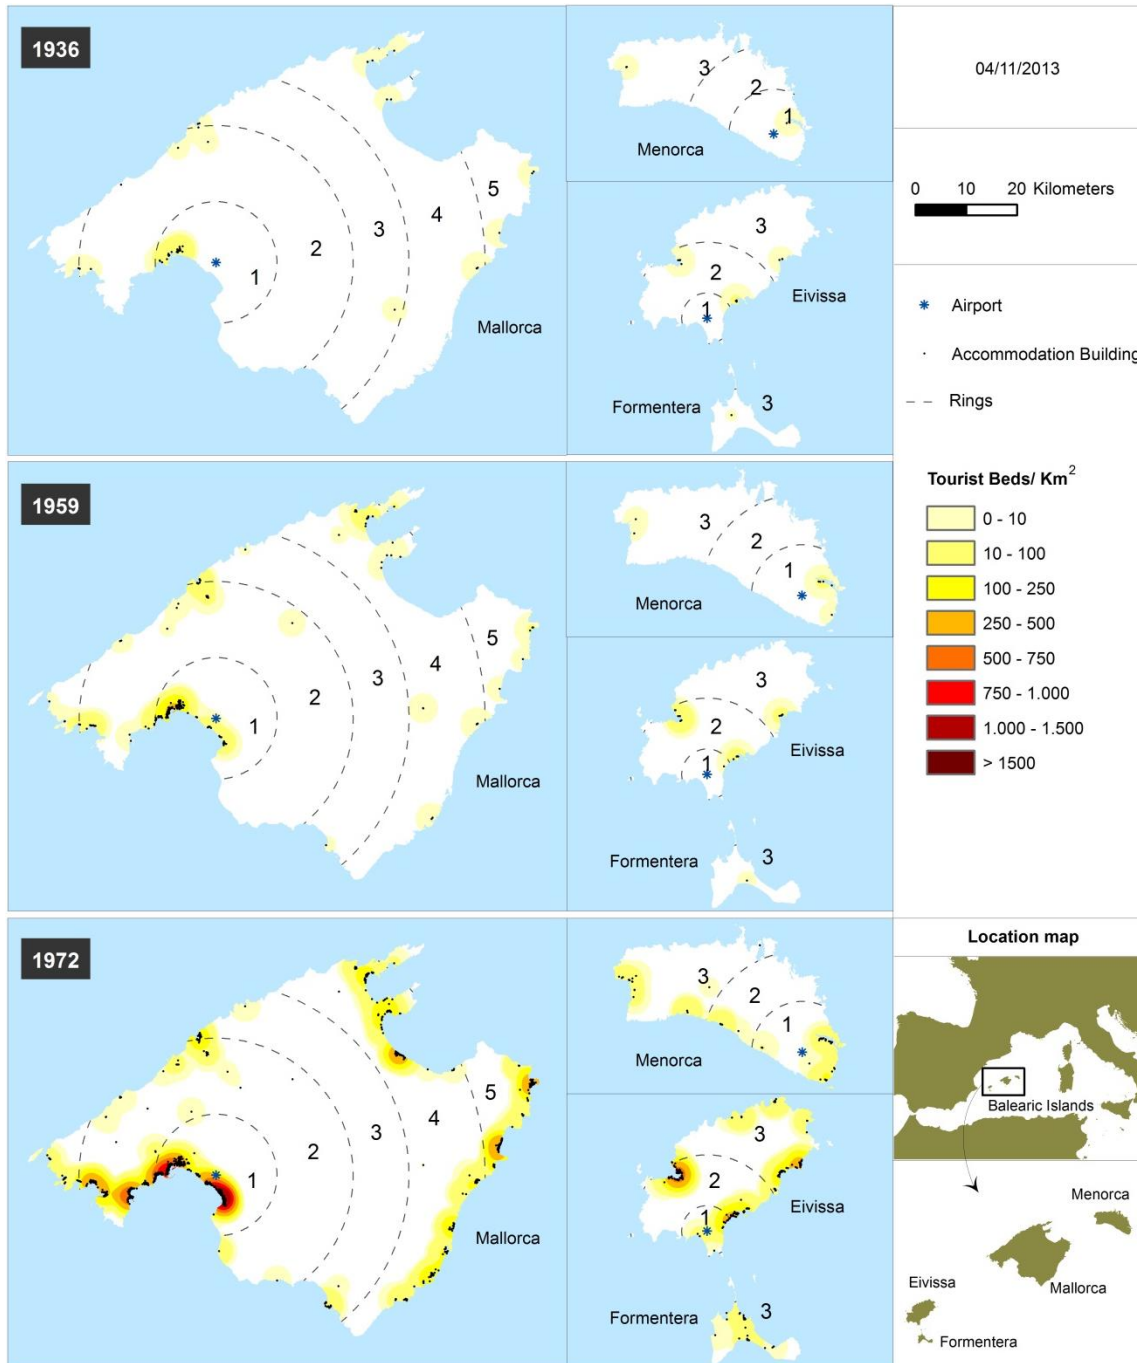 1936
1
2
3
4
5
Mallorca
3
2
1
Menorca
3
2
1
Eivissa
Formentera
3
04/11/2013
0 10 20 Kilometers
Airport
Accommodation Building
Rings
Tourist Beds/ Km2
0 - 10
10 - 100
100 - 250
250 - 500
500 - 750
750 - 1.000
1.000 - 1.500
> 1500
1959
1
2
3
4
5
Mallorca
3
2
1
Menorca
3
2
1
Eivissa
Formentera
3
1972
1
2
3
4
5
Mallorca
3
2
1
Menorca
3
2
1
Eivissa
Formentera
3
Location map
Balearic Islands
Menorca
Mallorca
Eivissa
Formentera